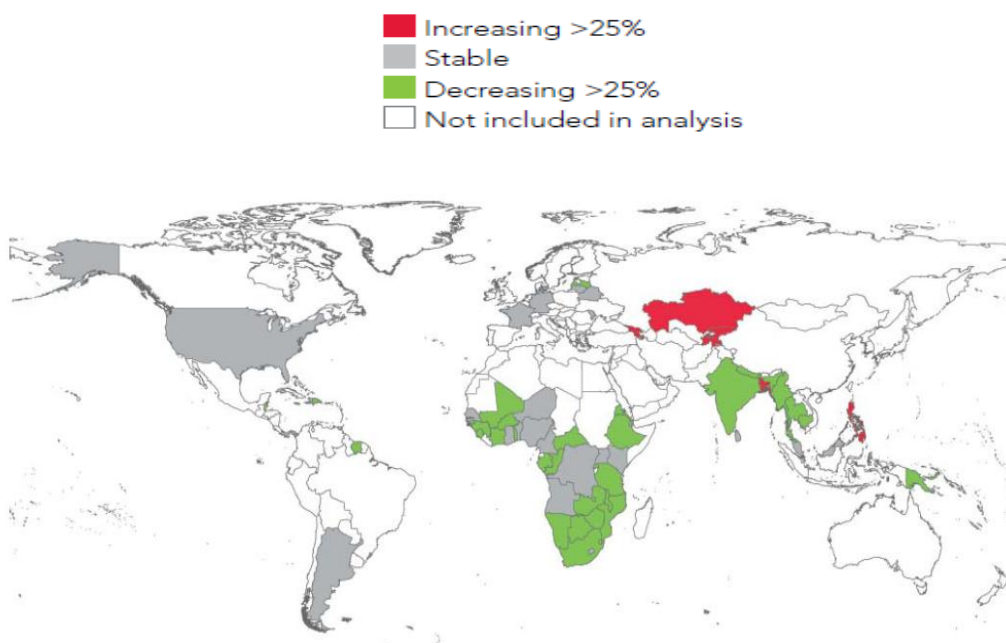 Increasing >25%
Stable
Decreasing >25%
Not included in analysis